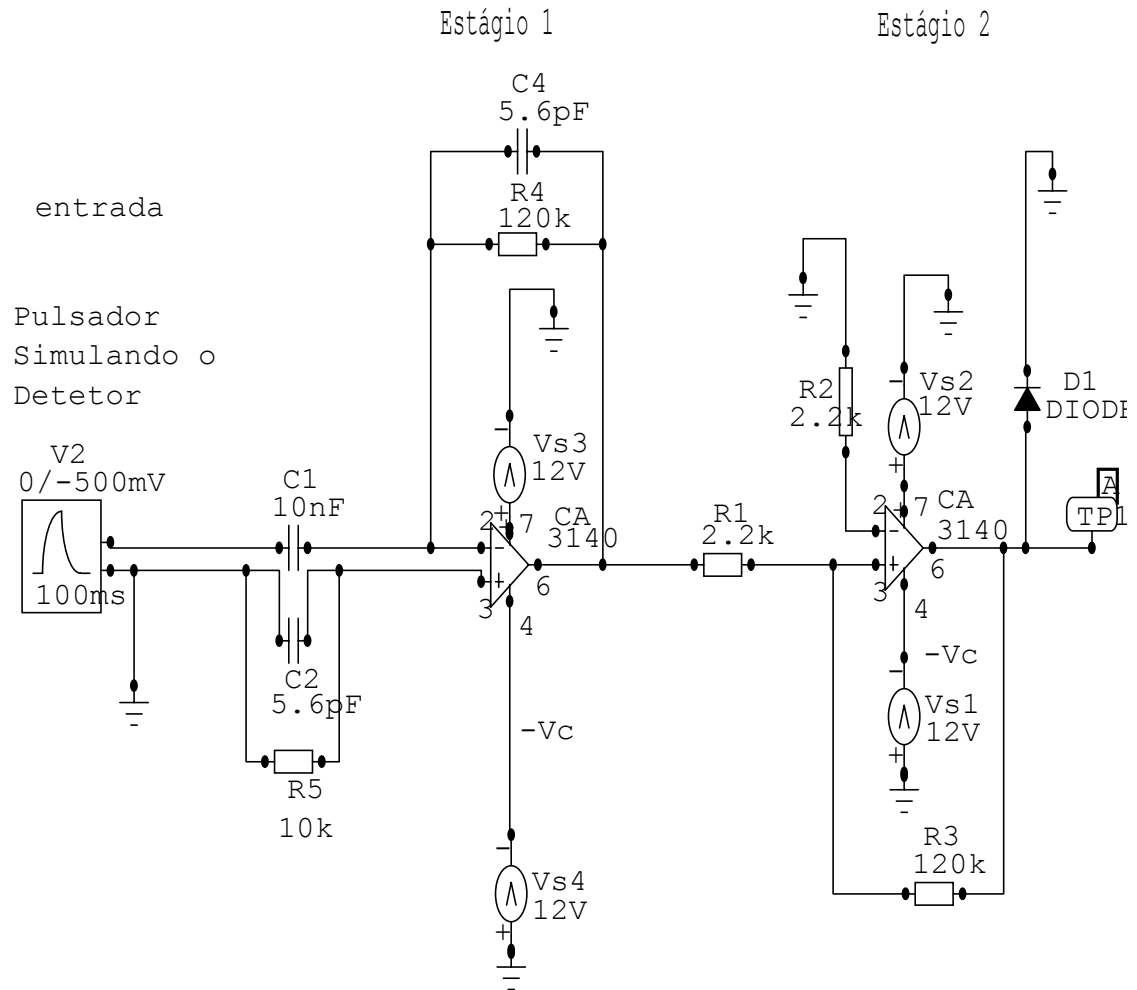 Estágio 1
Estágio 2
C4
5.6pF
R4
120k
entrada
Pulsador
Simulando o
Detetor
V2
0/-500mV
100ms
C1
10nF
C2
5.6pF
R5
10k
-
Vs3
12V
+
+
2
7
CA
3140
-
+
3
6
4
-Vc
-
Vs4
12V
+
R1
2.2k
R2
2.2k
-
Vs2
12V
+
+
2
7
CA
3140
-
+
3
6
4
-Vc
-
Vs1
12V
+
R3
120k
D1
DIODE
A
TP1